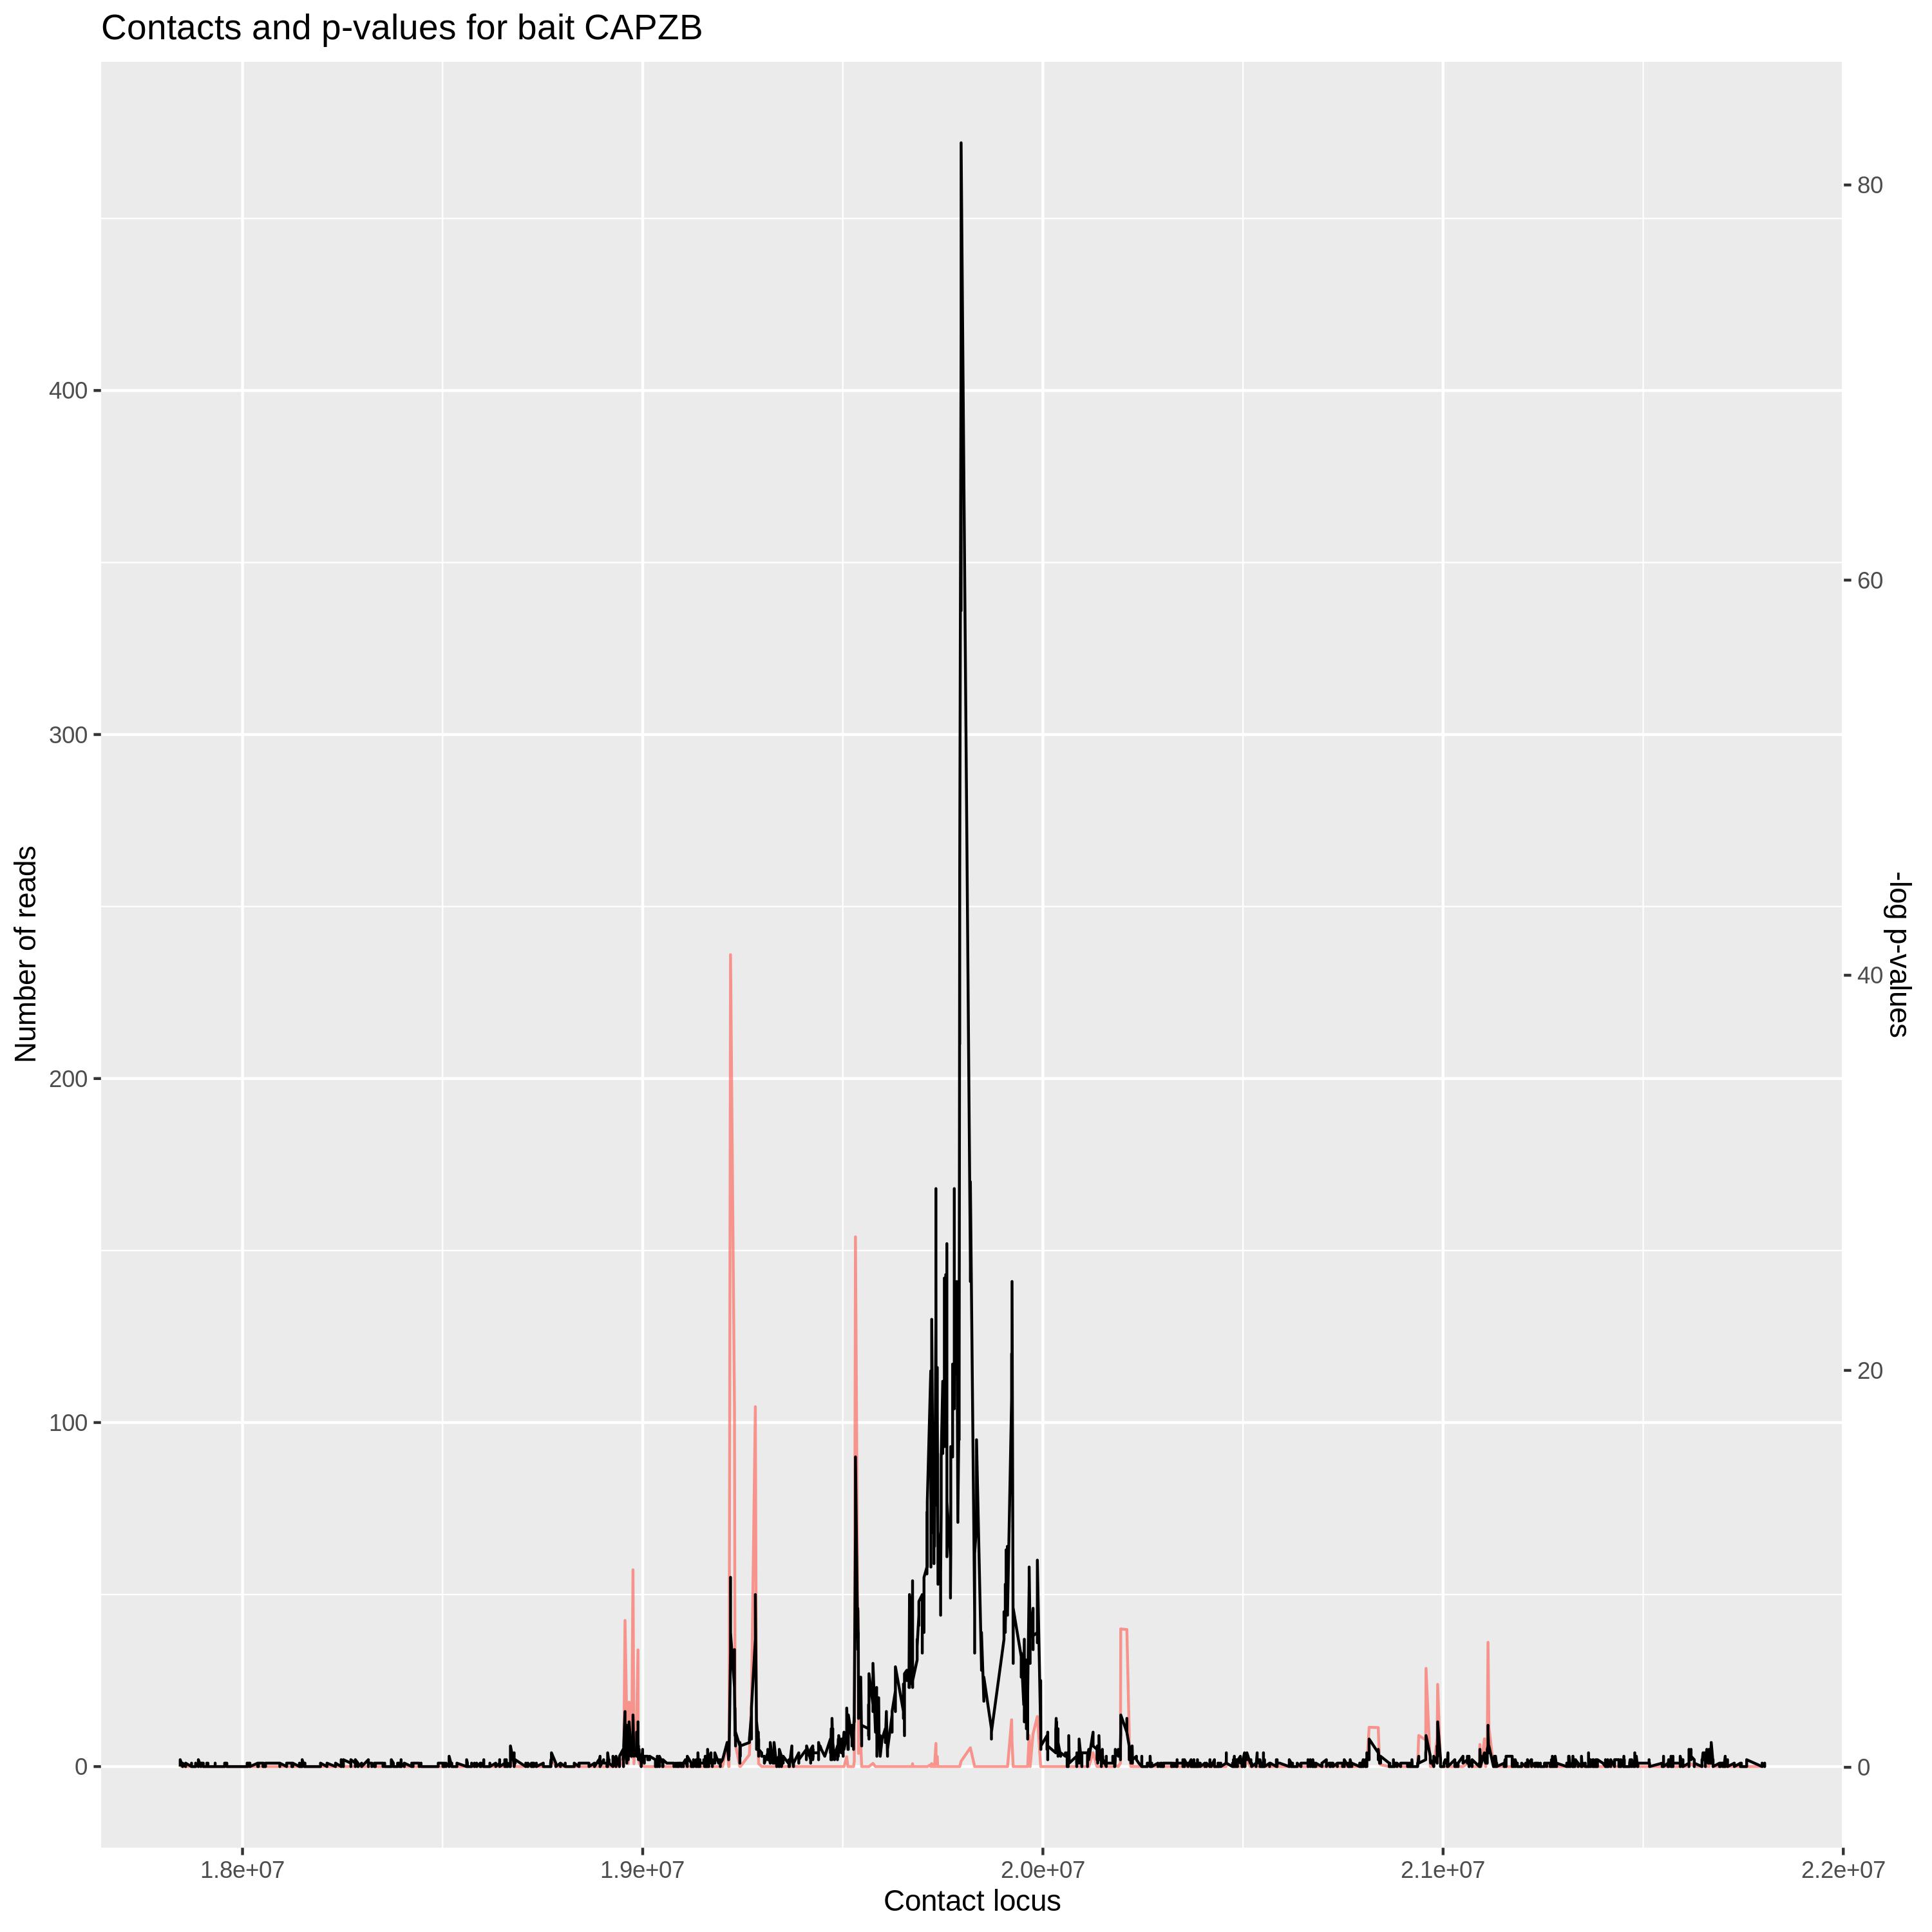 Contacts and p-values for bait CAPZB
Number of reads
400
300
200
100
0
80
60
40
20
0
-log p-values
1.8e+07
1.9e+07
2.0e+07
2.1e+07
2.2e+07
Contact locus